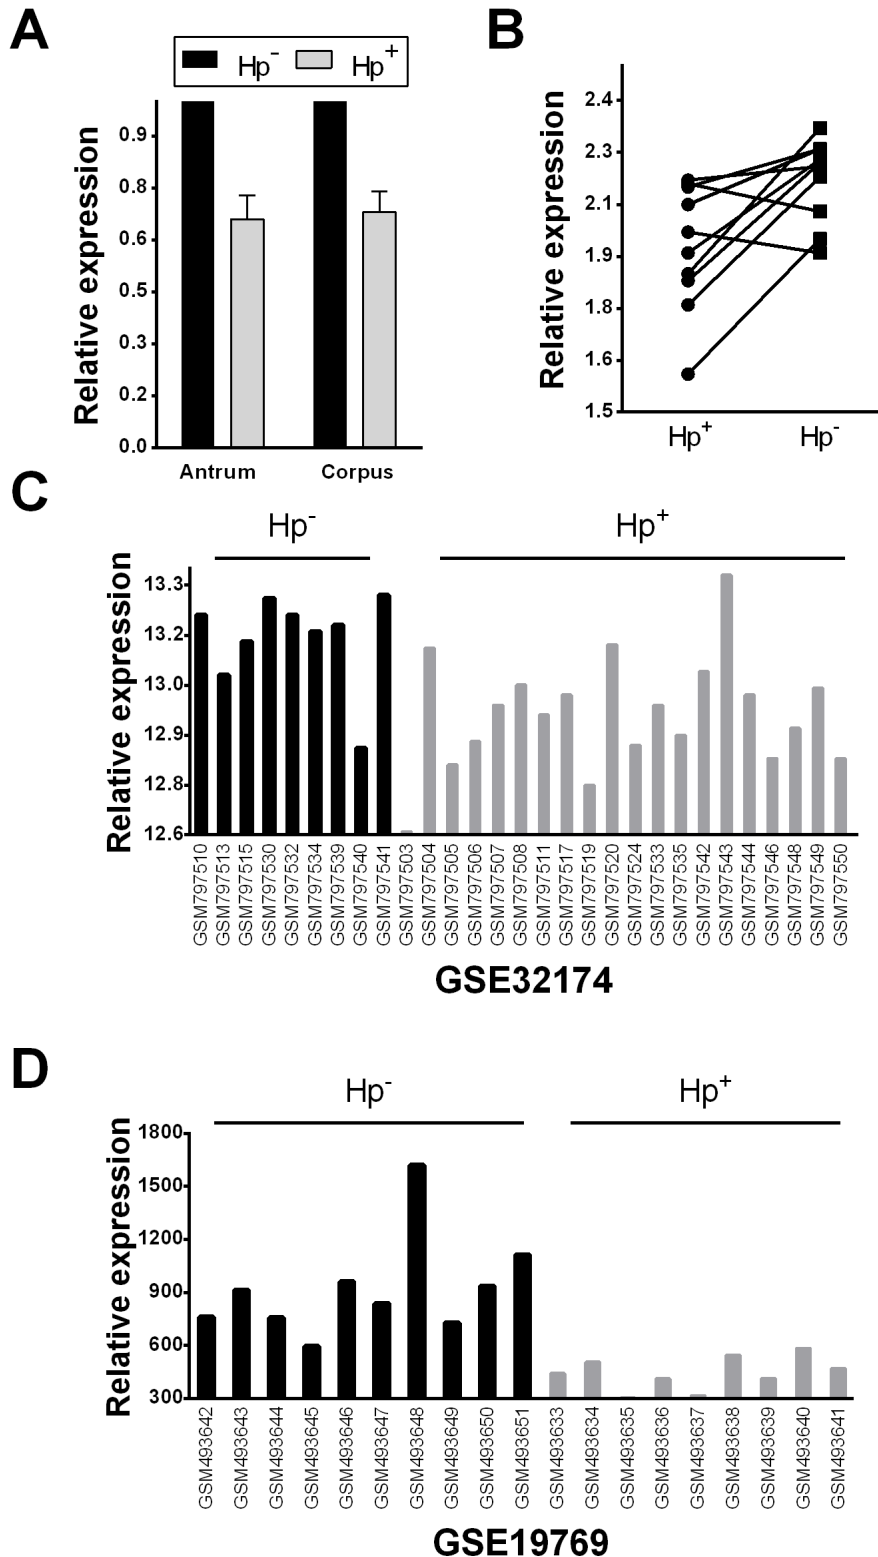 A
Hp- Hp+
Relative expression
0.9
0.8
0.6
0.5
0.3
0.2
0.0
Antrum Corpus
B
Relative expression
2.4
2.3
2.1
1.9
1.8
1.6
1.5
Hp+ Hp-
C
Hp- Hp+
Relative expression
13.3
13.2
13.0
12.9
12.8
12.6
GSM797510
GSM797513
GSM797515
GSM797530
GSM797532
GSM797534
GSM797539
GSM797540
GSM797541
GSM797503
GSM797504
GSM797505
GSM797506
GSM797507
GSM797508
GSM797511
GSM797517
GSM797519
GSM797520
GSM797524
GSM797533
GSM797535
GSM797542
GSM797543
GSM797544
GSM797546
GSM797548
GSM797549
GSM797550
GSE32174
D
Hp- Hp+
Relative expression
1800
1500
1200
900
600
300
GSM493642
GSM493643
GSM493644
GSM493645
GSM493646
GSM493647
GSM493648
GSM493649
GSM493650
GSM493651
GSM493633
GSM493634
GSM493635
GSM493636
GSM493637
GSM493638
GSM493639
GSM493640
GSM493641
GSE19769